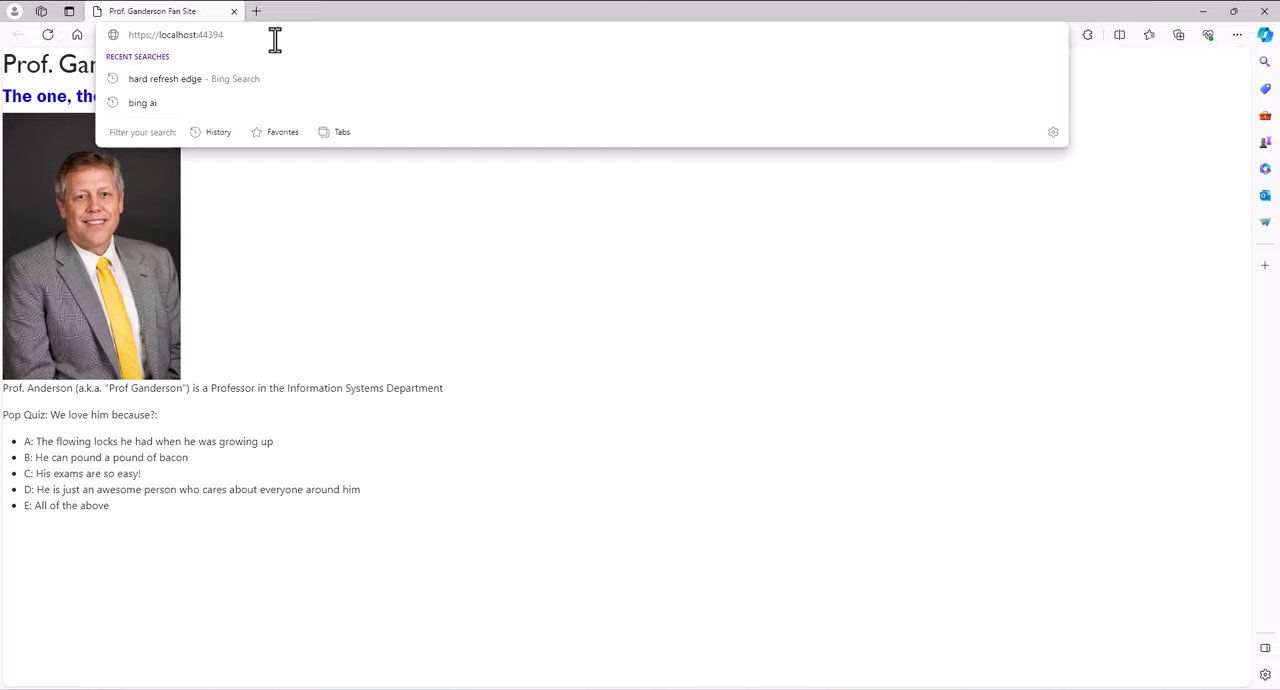 Prof. Ganderson Fan Site
https://localhost:44394
RECENT SEARCHES
hard refresh edge - Bing Search
bing ai
Filter your search: History Favorites Tabs
Prof.
The one,
Prof. Anderson (a.k.a. "Prof Ganderson") is a Professor in the Information Systems Department
Pop Quiz: We love him because?:
A: The flowing locks he had when he was growing up
B: He can pound a pound of bacon
C: His exams are so easy!
D: He is just an awesome person who cares about everyone around him
E: All of the above